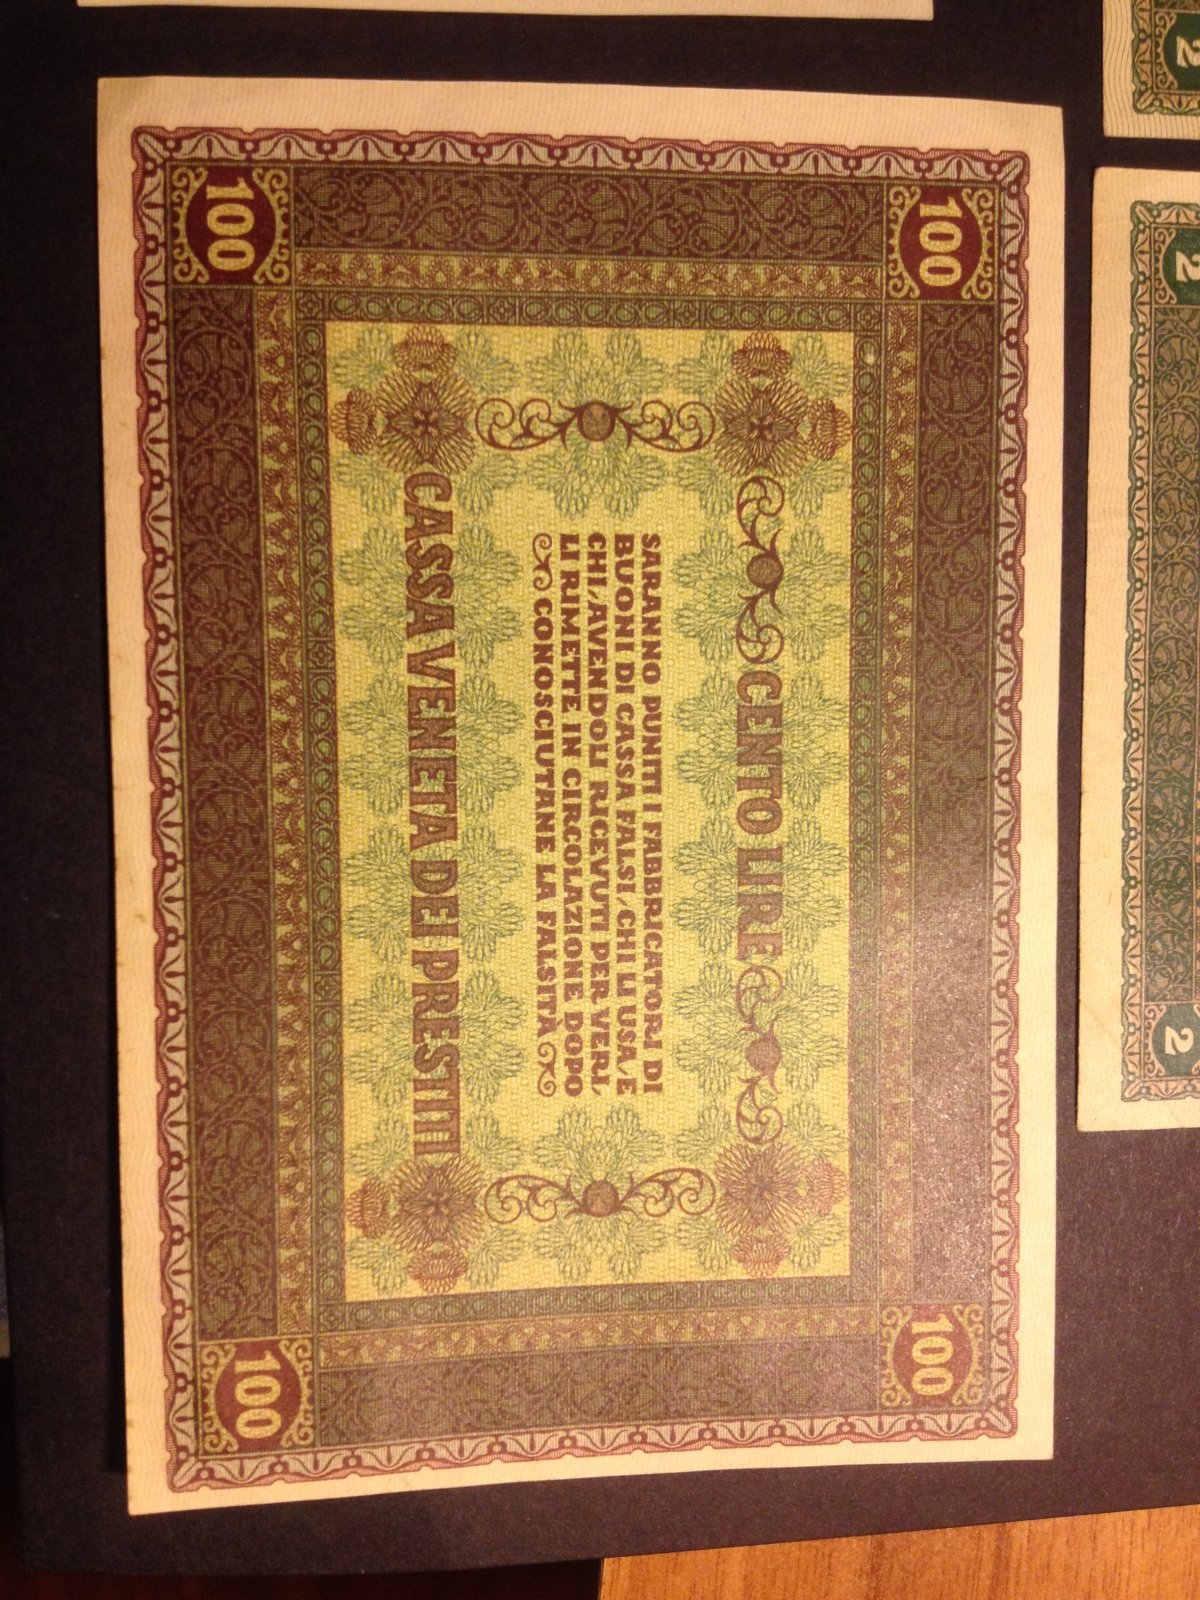 100
100
CENTO LIRE
SARANNO PUNITI I FABBRICATORI DI
BUONI DI CASSA FALSI, CHI LI USA, E
CHI, AVENDOLI RICEVUTI PER VERI,
LI RIMETTE IN CIRCOLAZIONE DOPO
CONOSCIUTANE LA FALSITÀ
CASSA VENETA DEI PRESTITI
100
100
2
2
2